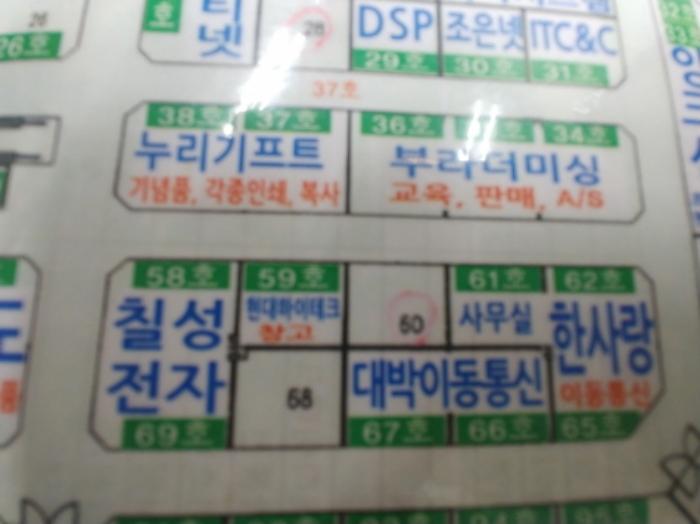 26
26호
호
티넷
28
DSP
조은넷
ITC&C
29호
30호
31호
37호
38호
37호
36호
34호
누리기프트
부라더미싱
기념품, 각종인쇄, 복사
교육, 판매, A/S
58호
59호
61호
62호
칠성
현대하이테크
60
사무실
한사랑
창고
전자
68
대박이동통신
이동통신
69호
67호
66호
65호